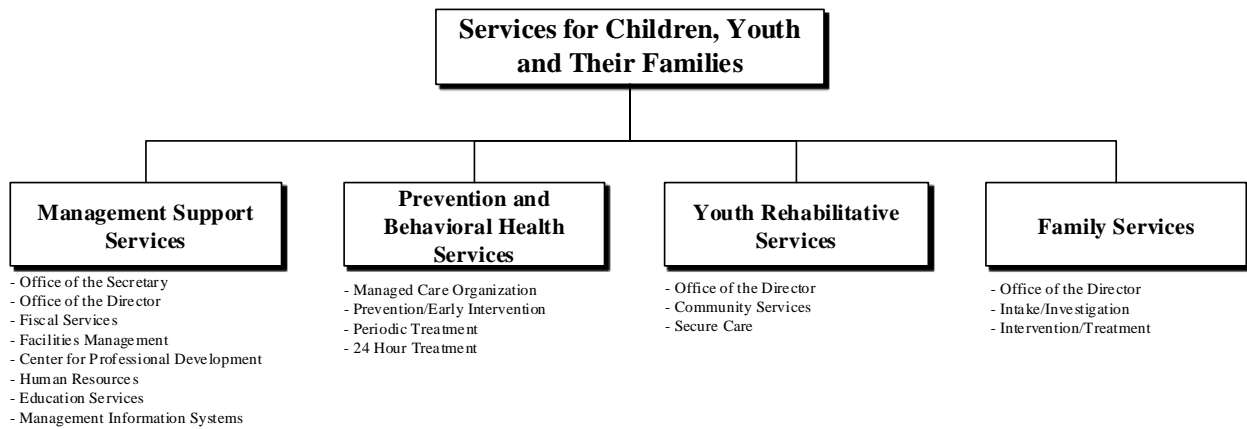 Services for Children, Youth
and Their Families
Management Support
Services
- Office of the Secretary
- Office of the Director
- Fiscal Services
- Facilities Management
- Center for Professional Development
- Human Resources
- Education Services
- Management Information Systems
Prevention and
Behavioral Health
Services
- Managed Care Organization
- Prevention/Early Intervention
- Periodic Treatment
- 24 Hour Treatment
Youth Rehabilitative
Services
- Office of the Director
- Community Services
- Secure Care
Family Services
- Office of the Director
- Intake/Investigation
- Intervention/Treatment